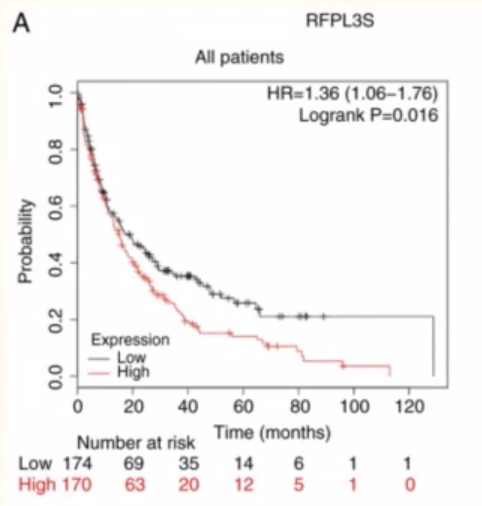 A
RFPL3S
All patients
HR=1.36 (1.06–1.76)
Logrank P=0.016
Probability
1.0
0.8
0.6
0.4
0.2
0.0
Expression
Low
High
0 20 40 60 80 100 120
Time (months)
Number at risk
Low 174 69 35 14 6 1 1
High 170 63 20 12 5 1 0